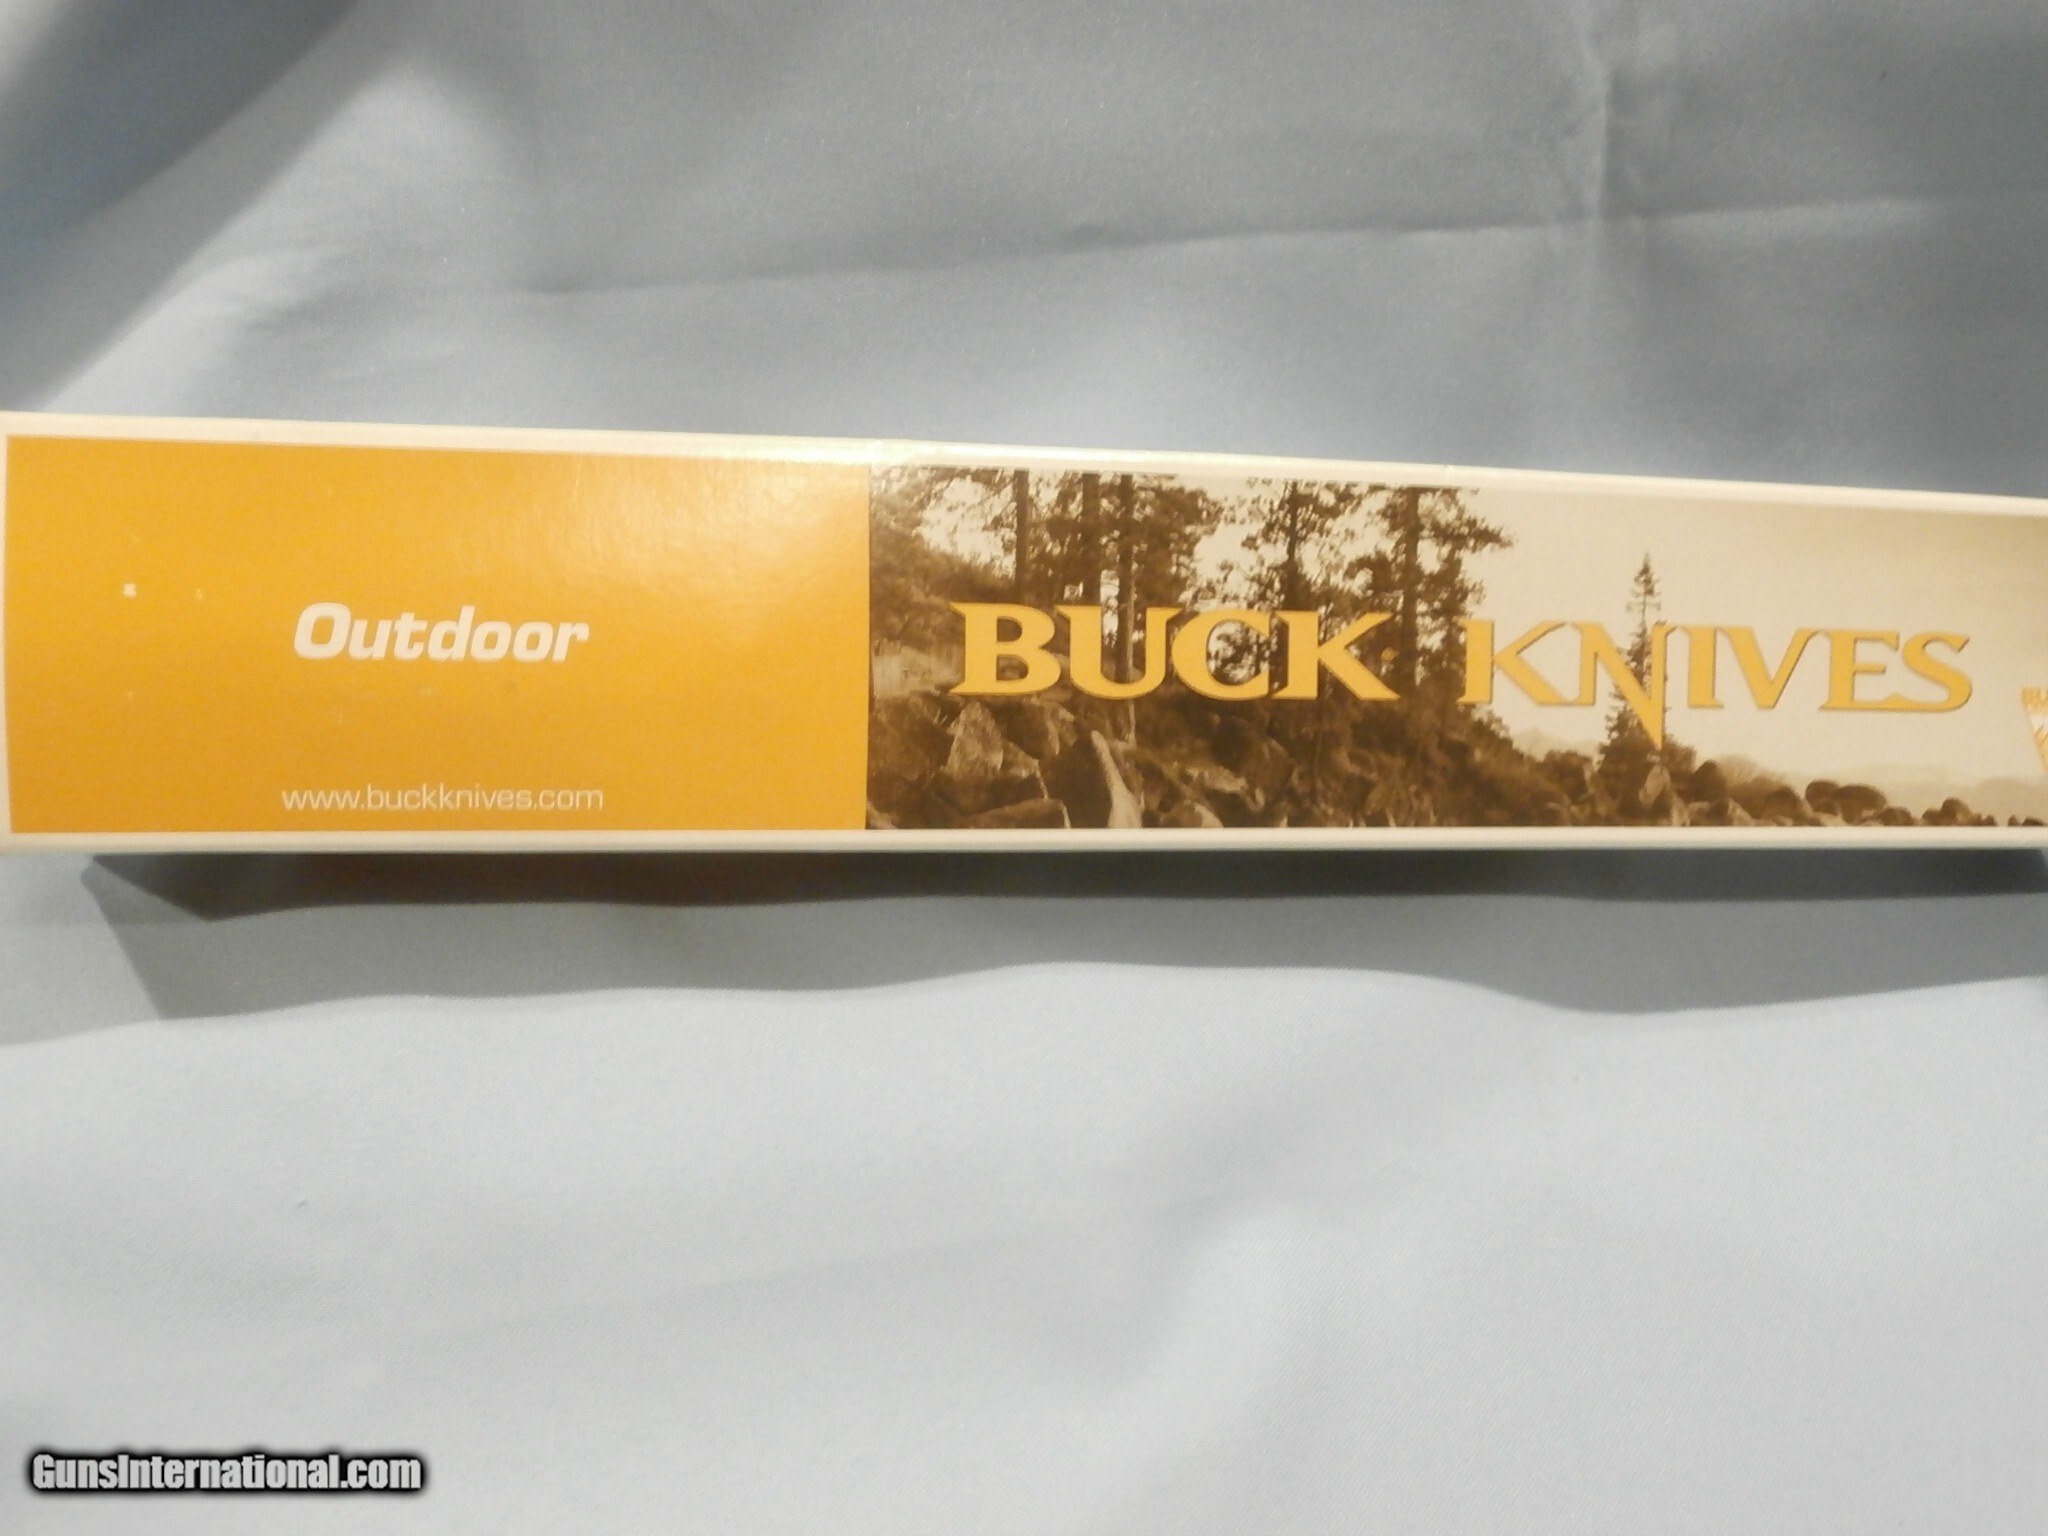 Outdoor
www.buckknives.com
BUCK KNIVES
GunsInternational.com